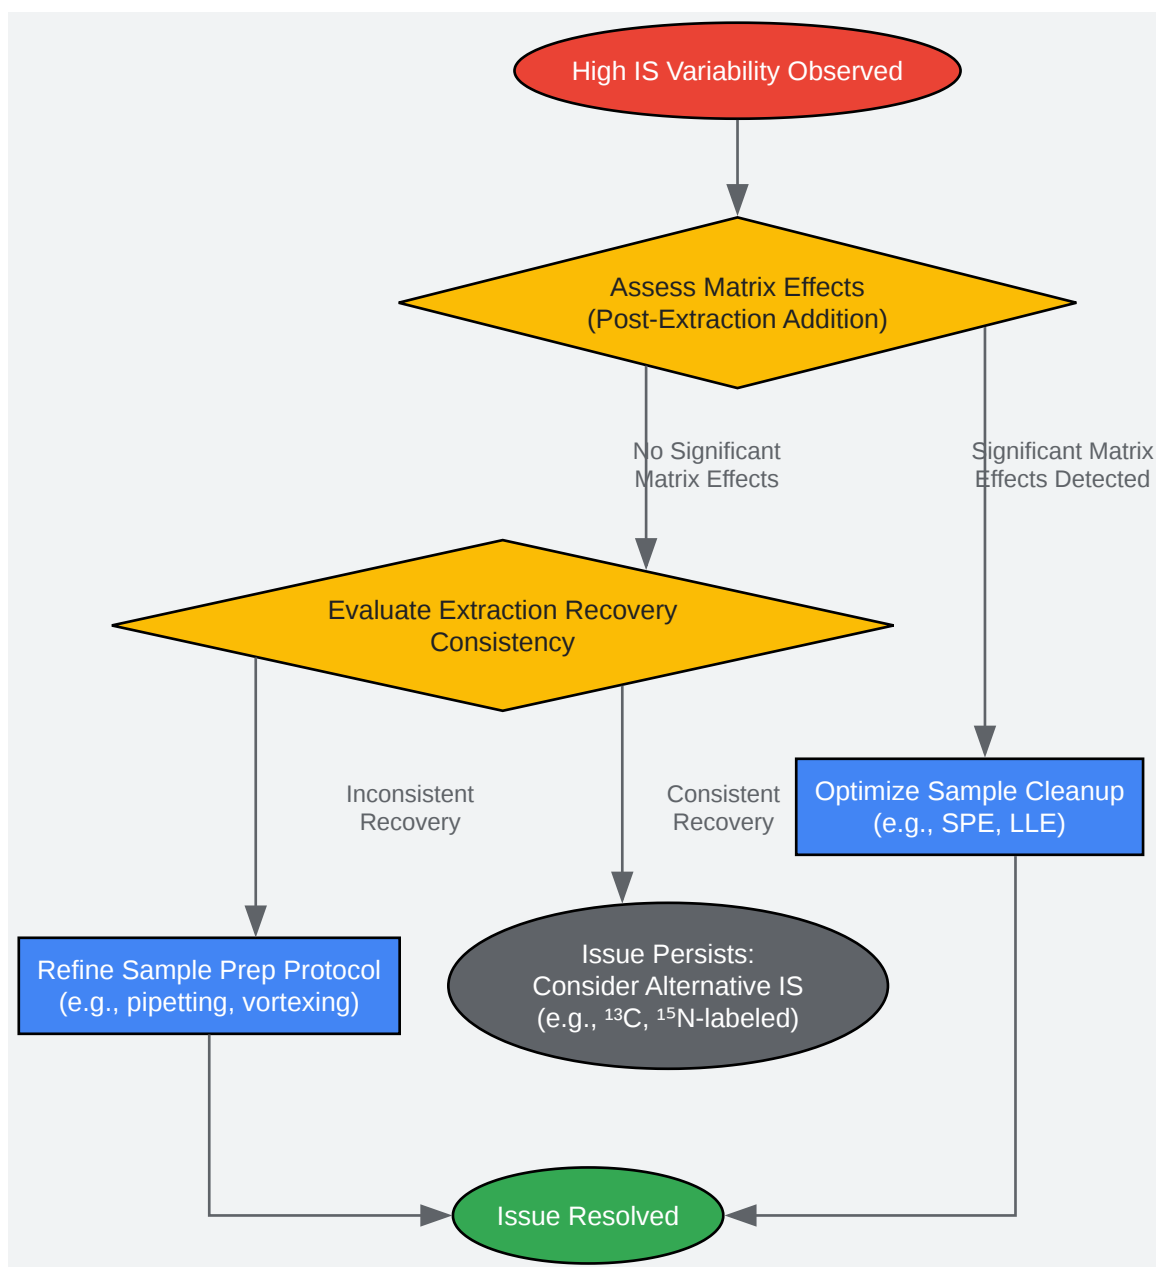 High IS Variability Observed
Assess Matrix Effects
(Post-Extraction Addition)
No Significant
Matrix Effects
Significant Matrix
Effects Detected
Evaluate Extraction Recovery
Consistency
Inconsistent
Recovery
Consistent
Recovery
Optimize Sample Cleanup
(e.g., SPE, LLE)
Refine Sample Prep Protocol
(e.g., pipetting, vortexing)
Issue Persists:
Consider Alternative IS
(e.g., ¹³C, ¹⁵N-labeled)
Issue Resolved